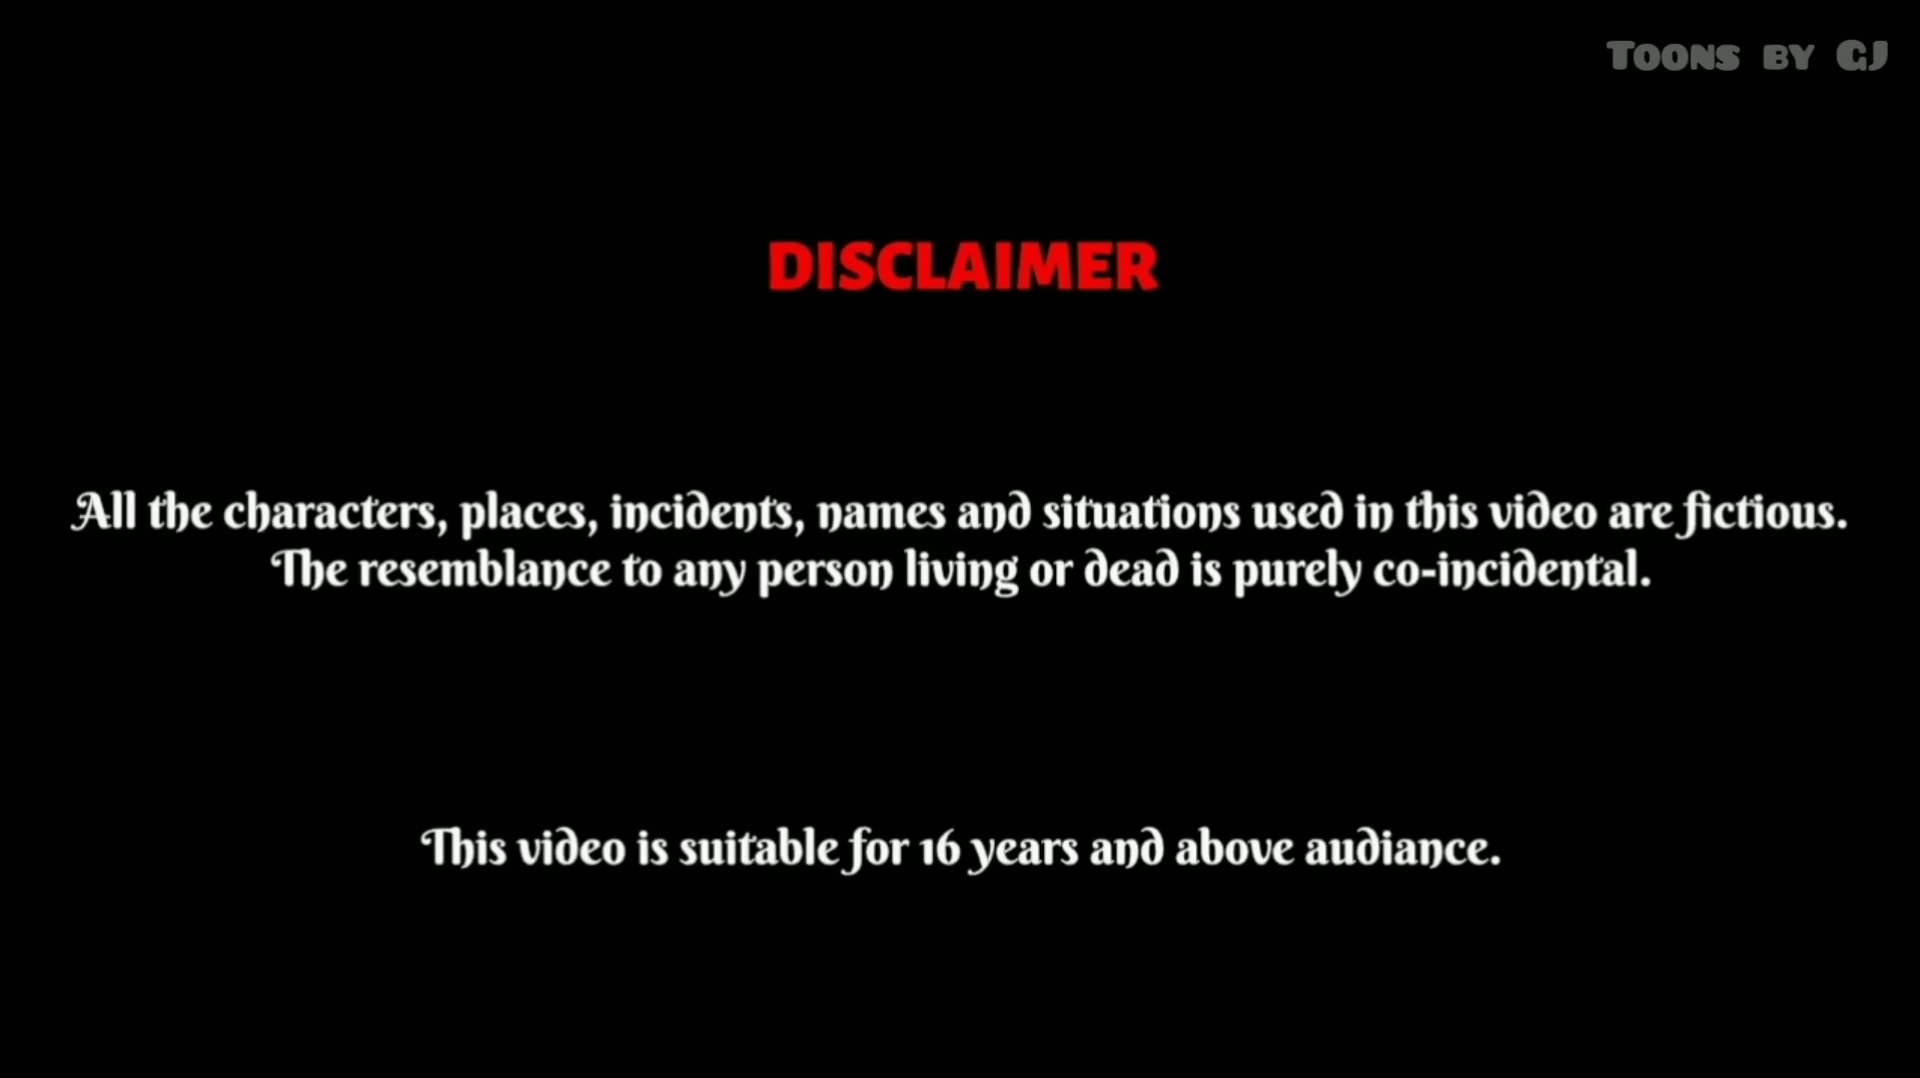 Toons by GJ
DISCLAIMER
All the characters, places, incidents, names and situations used in this video are fictious.
The resemblance to any person living or dead is purely co-incidental.
This video is suitable for 16 years and above audiance.